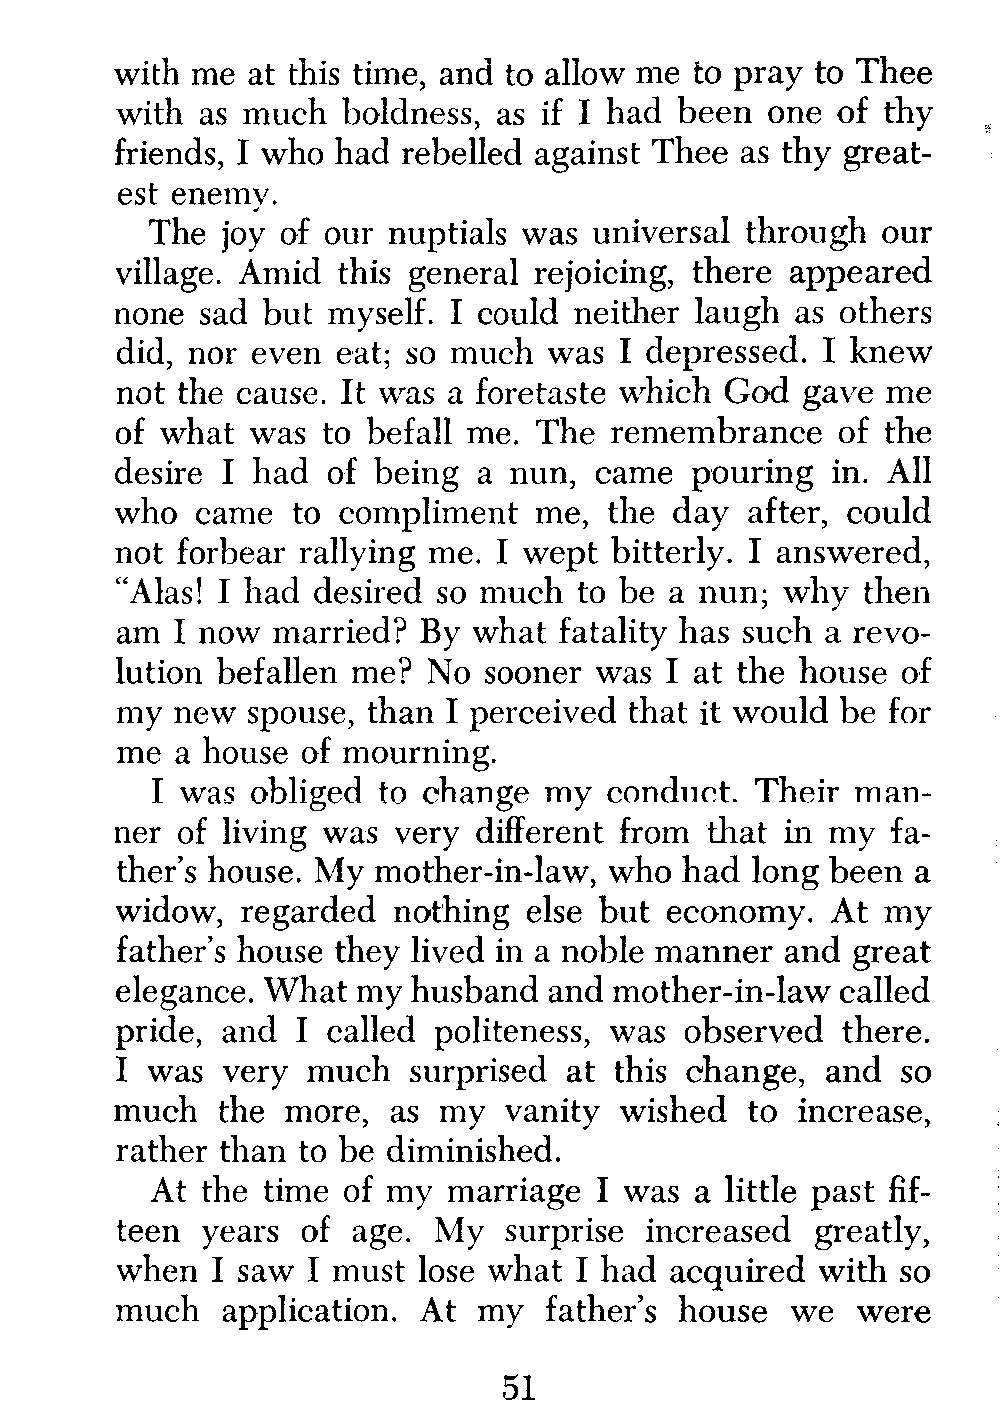 with me at this time, and to allow me to pray to Thee
with as much boldness, as if I had been one of thy
friends, I who had rebelled against Thee as thy great-
est enemy.
The joy of our nuptials was universal through our
village. Amid this general rejoicing, there appeared
none sad but myself. I could neither laugh as others
did, nor even eat; so much was I depressed. I knew
not the cause. It was a foretaste which God gave me
of what was to befall me. The remembrance of the
desire I had of being a nun, came pouring in. All
who came to compliment me, the day after, could
not forbear rallying me. I wept bitterly. I answered,
“Alas! I had desired so much to be a nun; why then
am I now married? By what fatality has such a revo-
lution befallen me? No sooner was I at the house of
my new spouse, than I perceived that it would be for
me a house of mourning.
I was obliged to change my conduct. Their man-
ner of living was very different from that in my fa-
ther’s house. My mother-in-law, who had long been a
widow, regarded nothing else but economy. At my
father’s house they lived in a noble manner and great
elegance. What my husband and mother-in-law called
pride, and I called politeness, was observed there.
I was very much surprised at this change, and so
much the more, as my vanity wished to increase,
rather than to be diminished.
At the time of my marriage I was a little past fif-
teen years of age. My surprise increased greatly,
when I saw I must lose what I had acquired with so
much application. At my father’s house we were
51